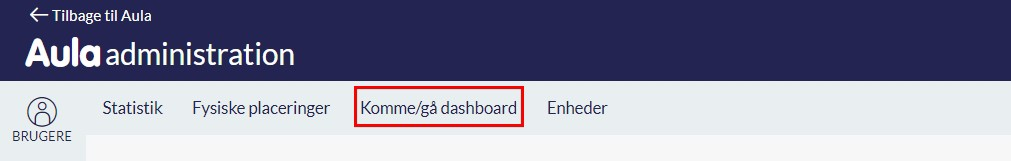 ← Tilbage til Aula
Aula administration
Statistik Fysiske placeringer Komme/gå dashboard Enheder
BRUGERE